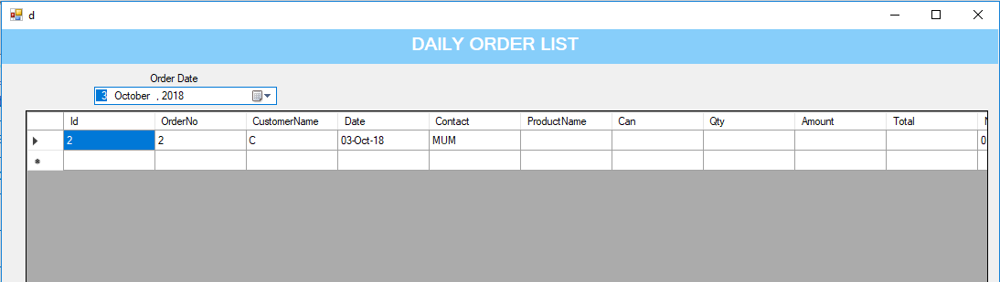 d
DAILY ORDER LIST
Order Date
3 October , 2018
Id OrderNo CustomerName Date Contact ProductName Can Qty Amount Total
2 2 C 03-Oct-18 MUM 0